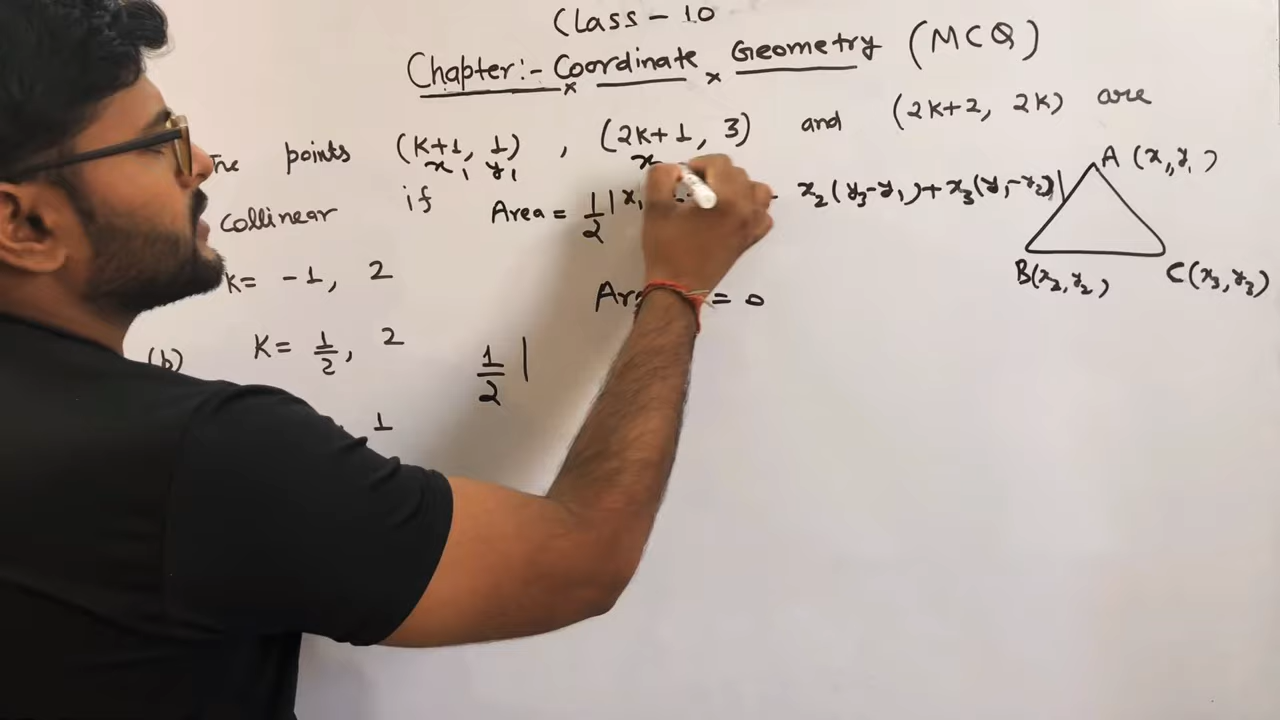 Class - 10
Chapter:- Coordinate Geometry (MCQ)
The points (K+1, 1) , (2K+1, 3) and (2K+2, 2K) are
x₁ y₁ x
collinear if
Area = 1/2 |x₁ x₂(y₃-y₁)+x₃(y₁-y₂)|
A (x₁,y₁)
B(x₂,y₂) C(x₃,y₃)
K= -1, 2
= 0
(b) K= 1/2, 2
1/2 |
1